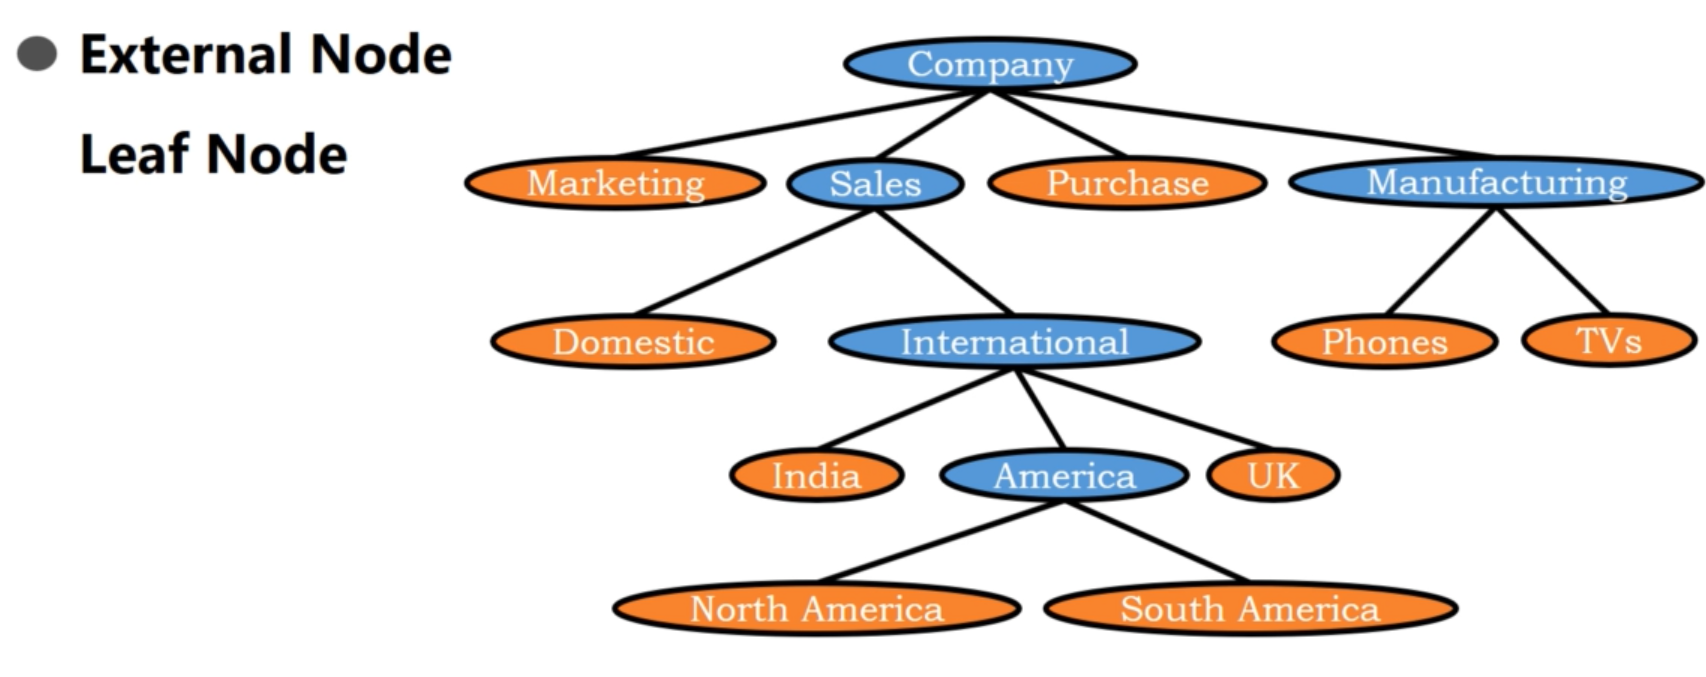 External Node
Leaf Node
Company
Marketing
Sales
Purchase
Manufacturing
Domestic
International
Phones
TVs
India
America
UK
North America
South America